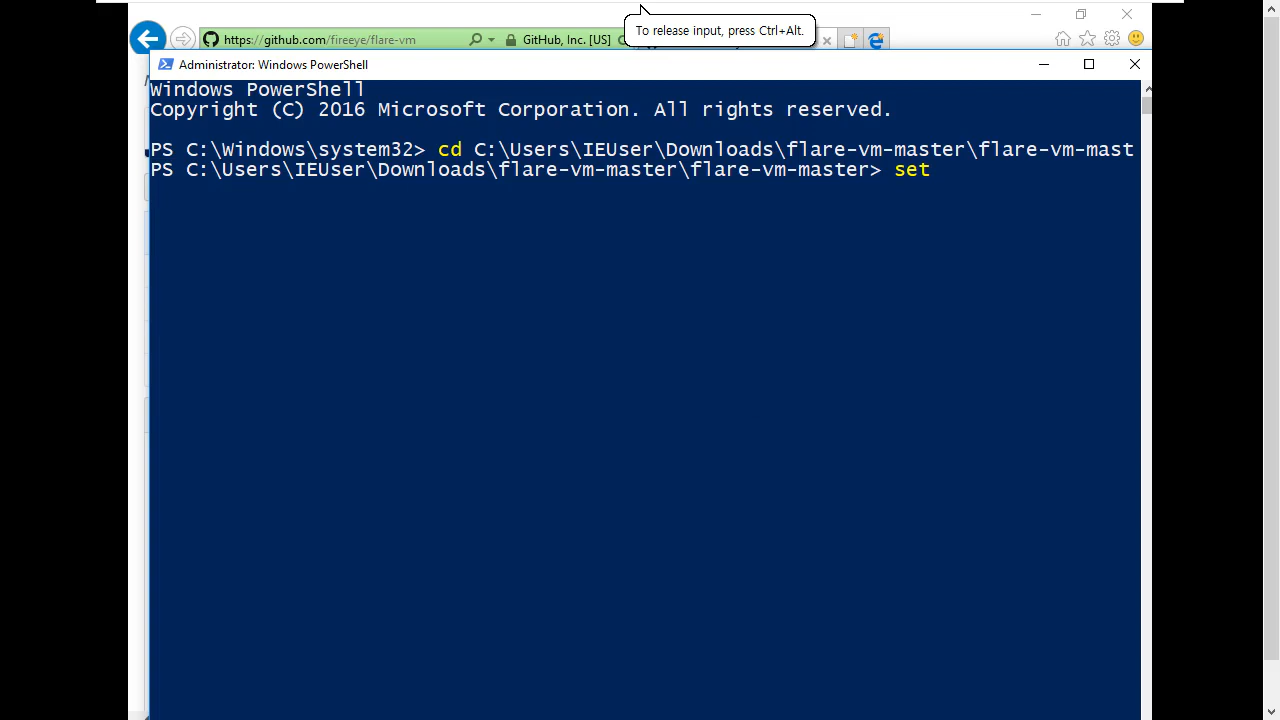 To release input, press Ctrl+Alt.
https://github.com/fireeye/flare-vm
GitHub, Inc. [US]
Administrator: Windows PowerShell
Windows PowerShell
Copyright (C) 2016 Microsoft Corporation. All rights reserved.
PS C:\Windows\system32> cd C:\Users\IEUser\Downloads\flare-vm-master\flare-vm-mast
PS C:\Users\IEUser\Downloads\flare-vm-master\flare-vm-master> set